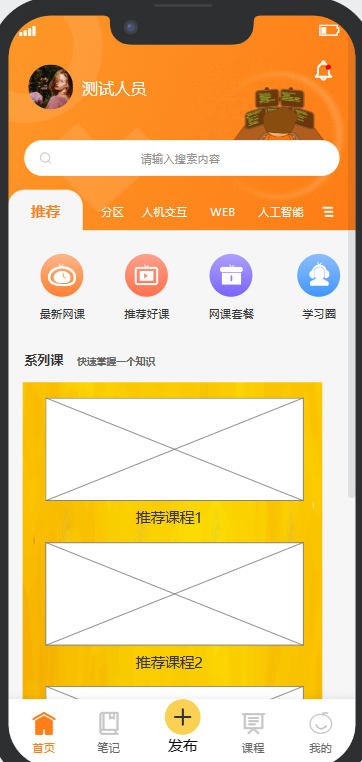 测试人员
请输入搜索内容
推荐 分区 人机交互 WEB 人工智能
最新网课 推荐好课 网课套餐 学习圈
系列课 快速掌握一个知识
推荐课程1
推荐课程2
首页 笔记 发布 课程 我的